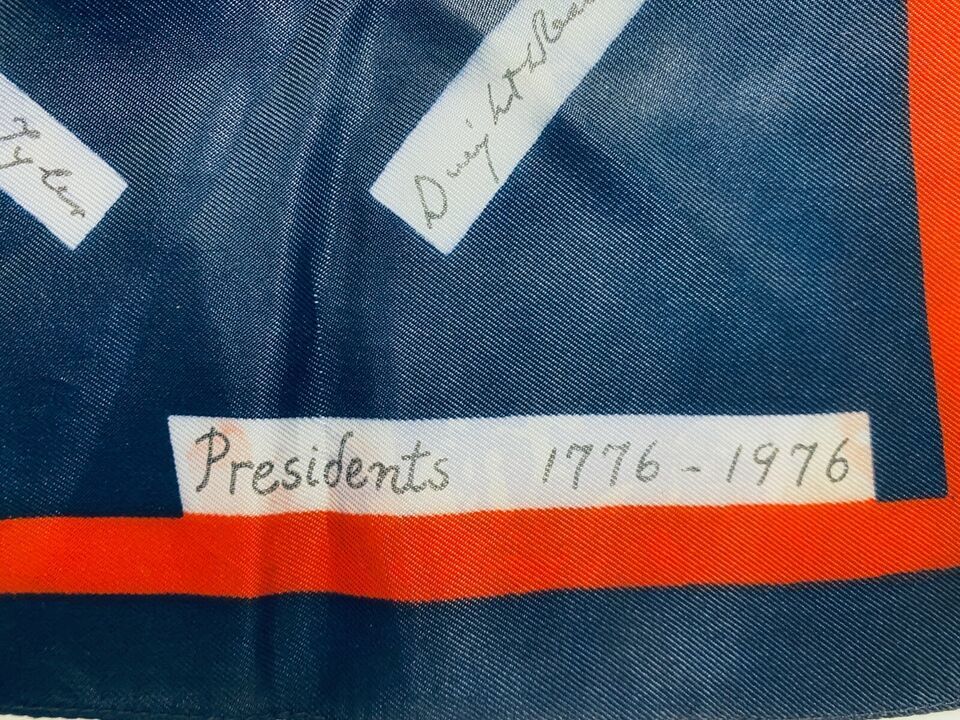 Tyler
Dwight D
Presidents 1776 - 1976